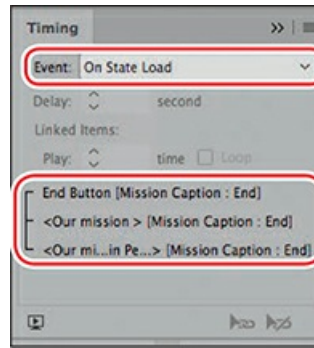 Timing
Event: On State Load
Delay: second
Linked Items:
Play: time Loop
End Button [Mission Caption : End]
<Our mission > [Mission Caption : End]
<Our mi...in Pe...> [Mission Caption : End]